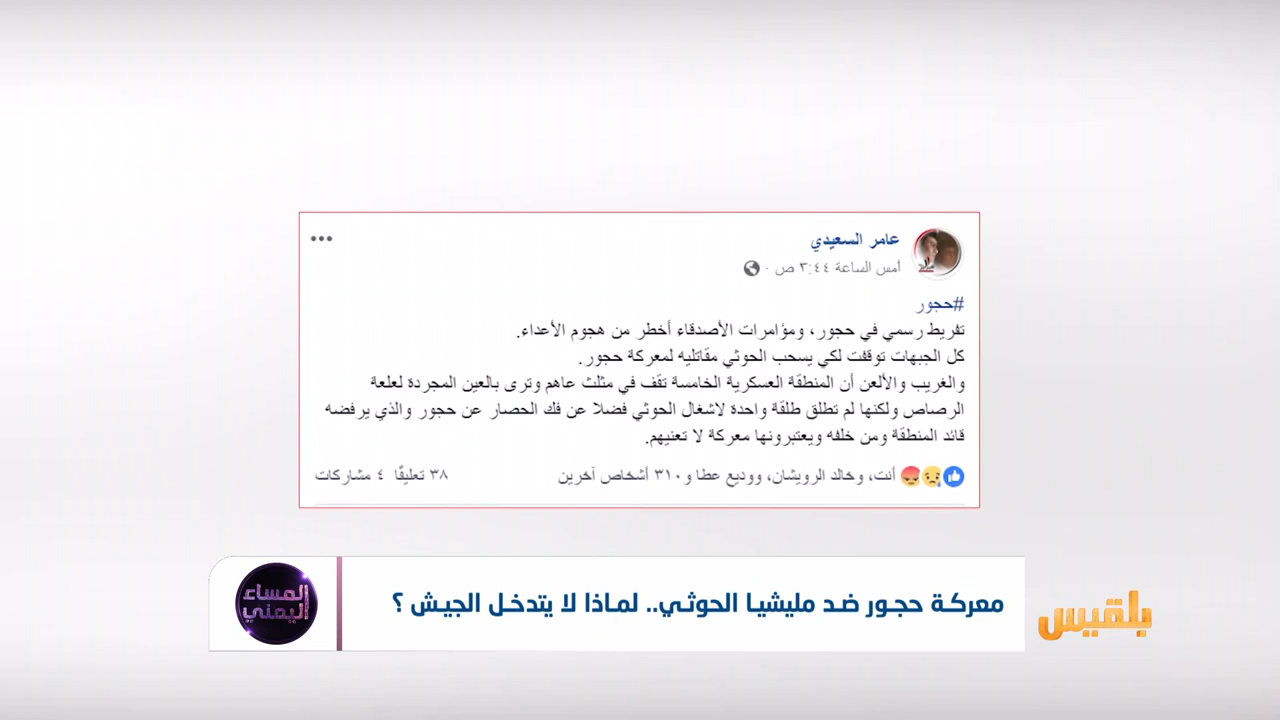 عامر السعيدي
أمس الساعة ٣:٤٤ ص ·
#حجور
تفريط رسمي في حجور، ومؤامرات الأصدقاء أخطر من هجوم الأعداء.
كل الجبهات توقفت لكي يسحب الحوثي مقاتليه لمعركة حجور.
والغريب والألعن أن المنطقة العسكرية الخامسة تقف في مثلث عاهم وترى بالعين المجردة لعلعة
الرصاص ولكنها لم تطلق طلقة واحدة لاشغال الحوثي فضلا عن فك الحصار عن حجور والذي يرفضه
قائد المنطقة ومن خلفه ويعتبرونها معركة لا تعنيهم.
أنت، وخالد الرويشان، ووديع عطا و٣١٠ أشخاص آخرين
٣٨ تعليقًا ٤ مشاركات
معركة حجور ضد مليشيا الحوثي.. لماذا لا يتدخل الجيش ؟
المساء
اليمني
بلقيس